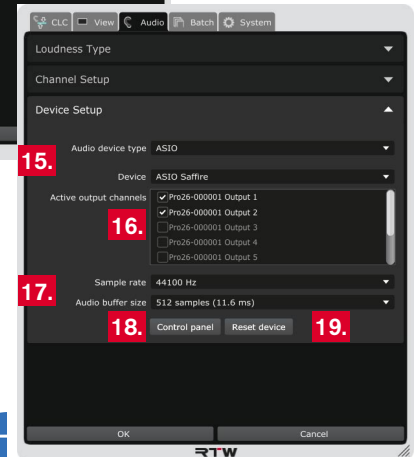 CLC View Audio Batch System
Loudness Type
Channel Setup
Device Setup
Audio device type ASIO
15.
Device ASIO Saffire
Active output channels Pro26-000001 Output 1
Pro26-000001 Output 2
16.
Pro26-000001 Output 3
Pro26-000001 Output 4
Pro26-000001 Output 5
17.
Sample rate 44100 Hz
Audio buffer size 512 samples (11.6 ms)
18. Control panel Reset device 19.
OK Cancel
RTW